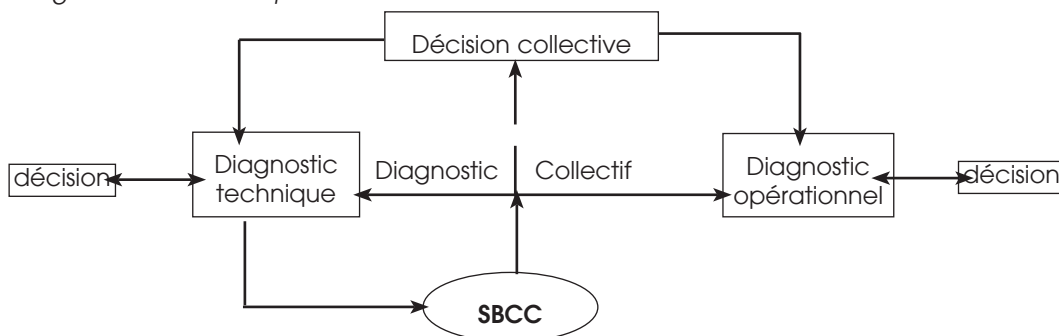 Décision collective
Diagnostic
technique
Diagnostic Collectif
Diagnostic
opérationnel
décision
décision
SBCC